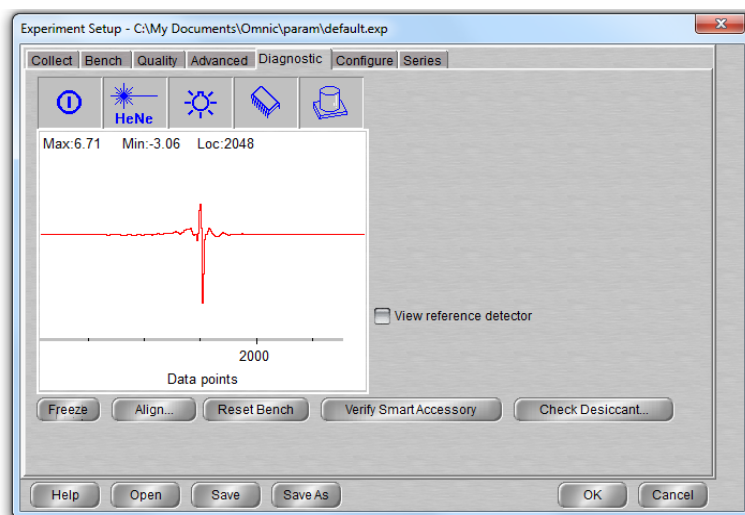 Experiment Setup - C:\My Documents\Omnic\param\default.exp
Collect Bench Quality Advanced Diagnostic Configure Series
HeNe
Max:6.71 Min:-3.06 Loc:2048
View reference detector
2000
Data points
Freeze Align... Reset Bench Verify Smart Accessory Check Desiccant...
Help Open Save Save As OK Cancel